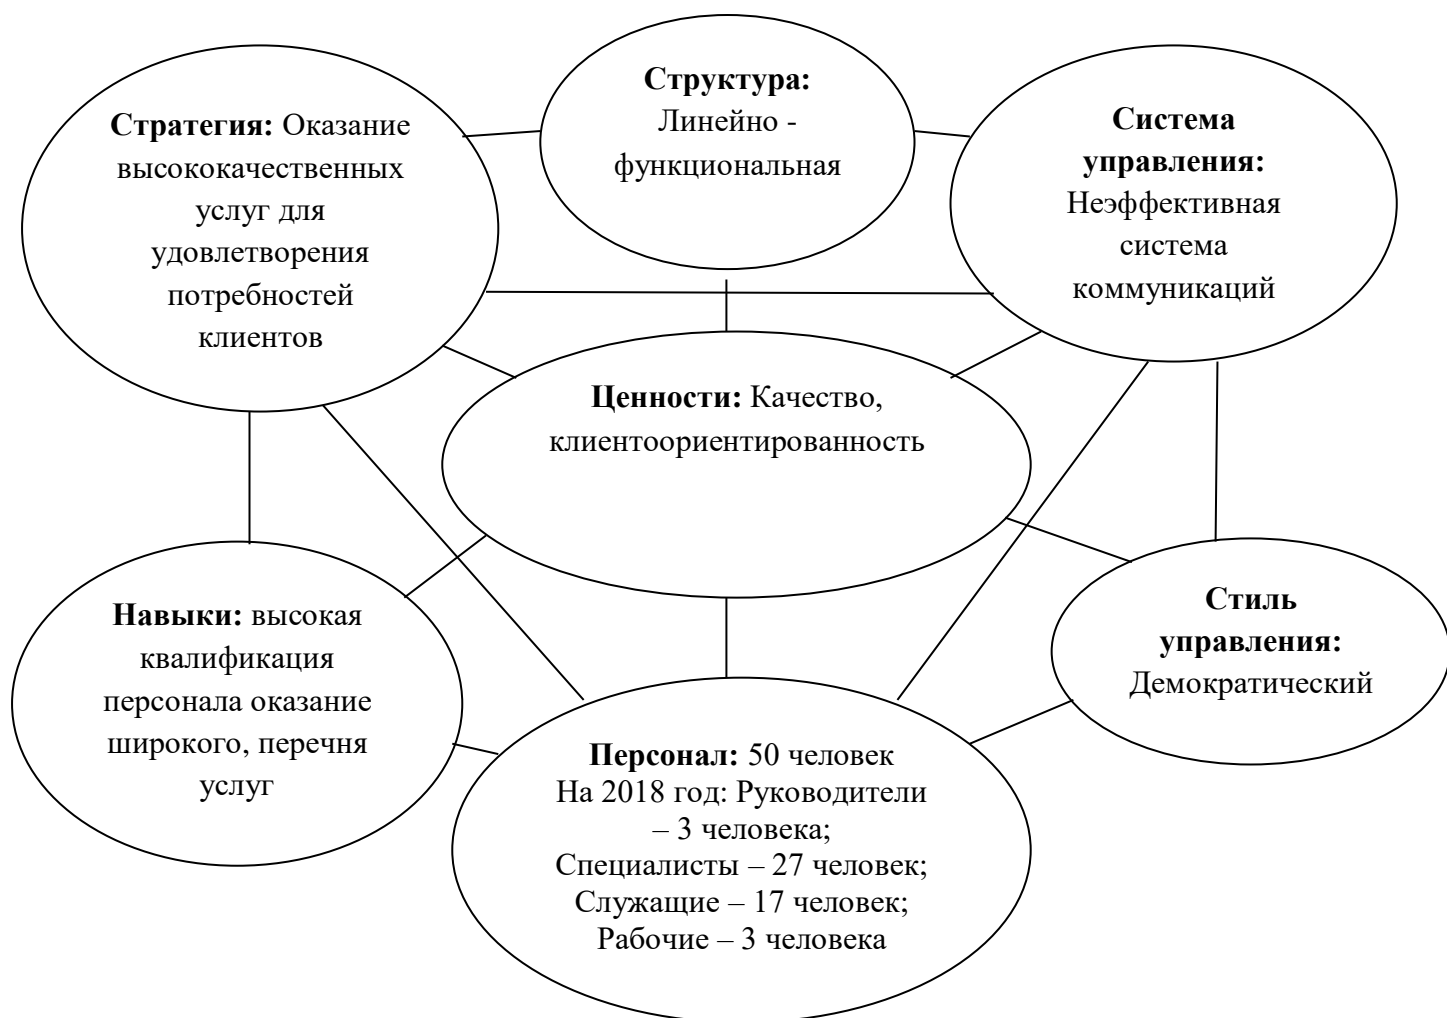 Структура:
Линейно -
функциональная
Стратегия: Оказание
высококачественных
услуг для
удовлетворения
потребностей
клиентов
Система
управления:
Неэффективная
система
коммуникаций
Ценности: Качество,
клиентоориентированность
Навыки: высокая
квалификация
персонала оказание
широкого, перечня
услуг
Стиль
управления:
Демократический
Персонал: 50 человек
На 2018 год: Руководители
– 3 человека;
Специалисты – 27 человек;
Служащие – 17 человек;
Рабочие – 3 человека